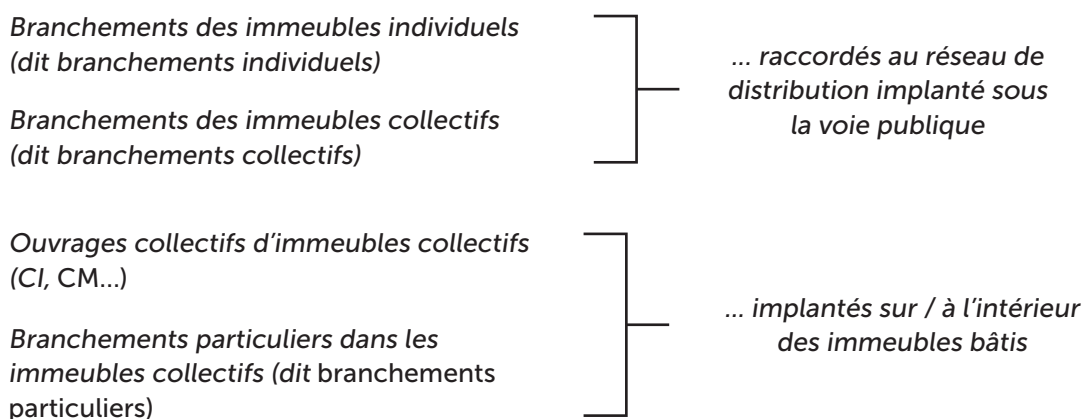 Branchements des immeubles individuels
(dit branchements individuels)
Branchements des immeubles collectifs
(dit branchements collectifs)
... raccordés au réseau de
distribution implanté sous
la voie publique
Ouvrages collectifs d’immeubles collectifs
(CI, CM...)
Branchements particuliers dans les
immeubles collectifs (dit branchements
particuliers)
... implantés sur / à l’intérieur
des immeubles bâtis